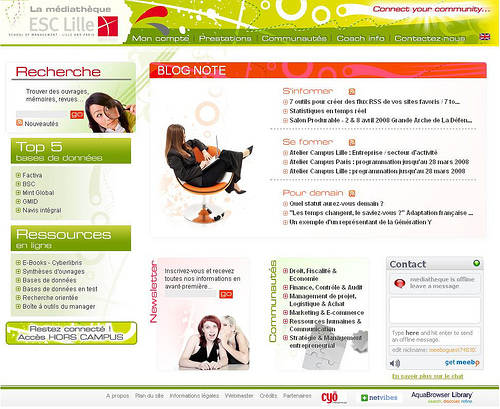 La médiathèque
ESC Lille
SCHOOL OF MANAGEMENT - LILLE AND PARIS
Connect your community...
Mon compte
Prestations
Communautés
Coach info
Contactez-nous
Recherche
Trouver des ouvrages,
mémoires, revues...
go
Nouveautés
Top 5
bases de données
Factiva
BSC
Mint Global
GMID
Navis intégral
Ressources
en ligne
E-Books - Cyberlibris
Synthèses d'ouvrages
Bases de données
Bases de données en test
Recherche orientée
Boîte à outils du manager
Restez connecté !
Accès HORS CAMPUS
BLOG NOTE
S'informer
7 outils pour créer des flux RSS de vos sites favoris / 7 to...
Statistiques en temps réel
Salon Produrable - 2 & 3 avril 2008 Grande Arche de La Défen...
Se former
Atelier Campus Lille : Entreprise / secteur d'activité
Atelier Campus Paris : programmation jusqu'au 28 mars 2008
Atelier Campus Lille : programmation jusqu'au 28 mars 2008
Pour demain
Quel statut aurez-vous demain ?
"Les temps changent, le saviez-vous ?" Adaptation française ...
Un exemple d'un représentant de la Génération Y
Newsletter
Inscrivez-vous et recevez
toutes nos informations en
avant-première...
go
Communautés
Droit, Fiscalité &
Economie
Finance, Contrôle & Audit
Management de projet,
Logistique & Achat
Marketing & E-commerce
Ressources humaines &
Communication
Stratégie & Management
entrepreneurial
Contact
mediatheque is offline
leave a message
Type here and hit enter to send
an offline message.
edit nickname:
get meebo
En savoir plus sur le chat
A propos
Plan du site
Informations légales
Webmaster
Crédits
Partenaires
cyó
netvibes
AquaBrowser Library
search, discover, refine.